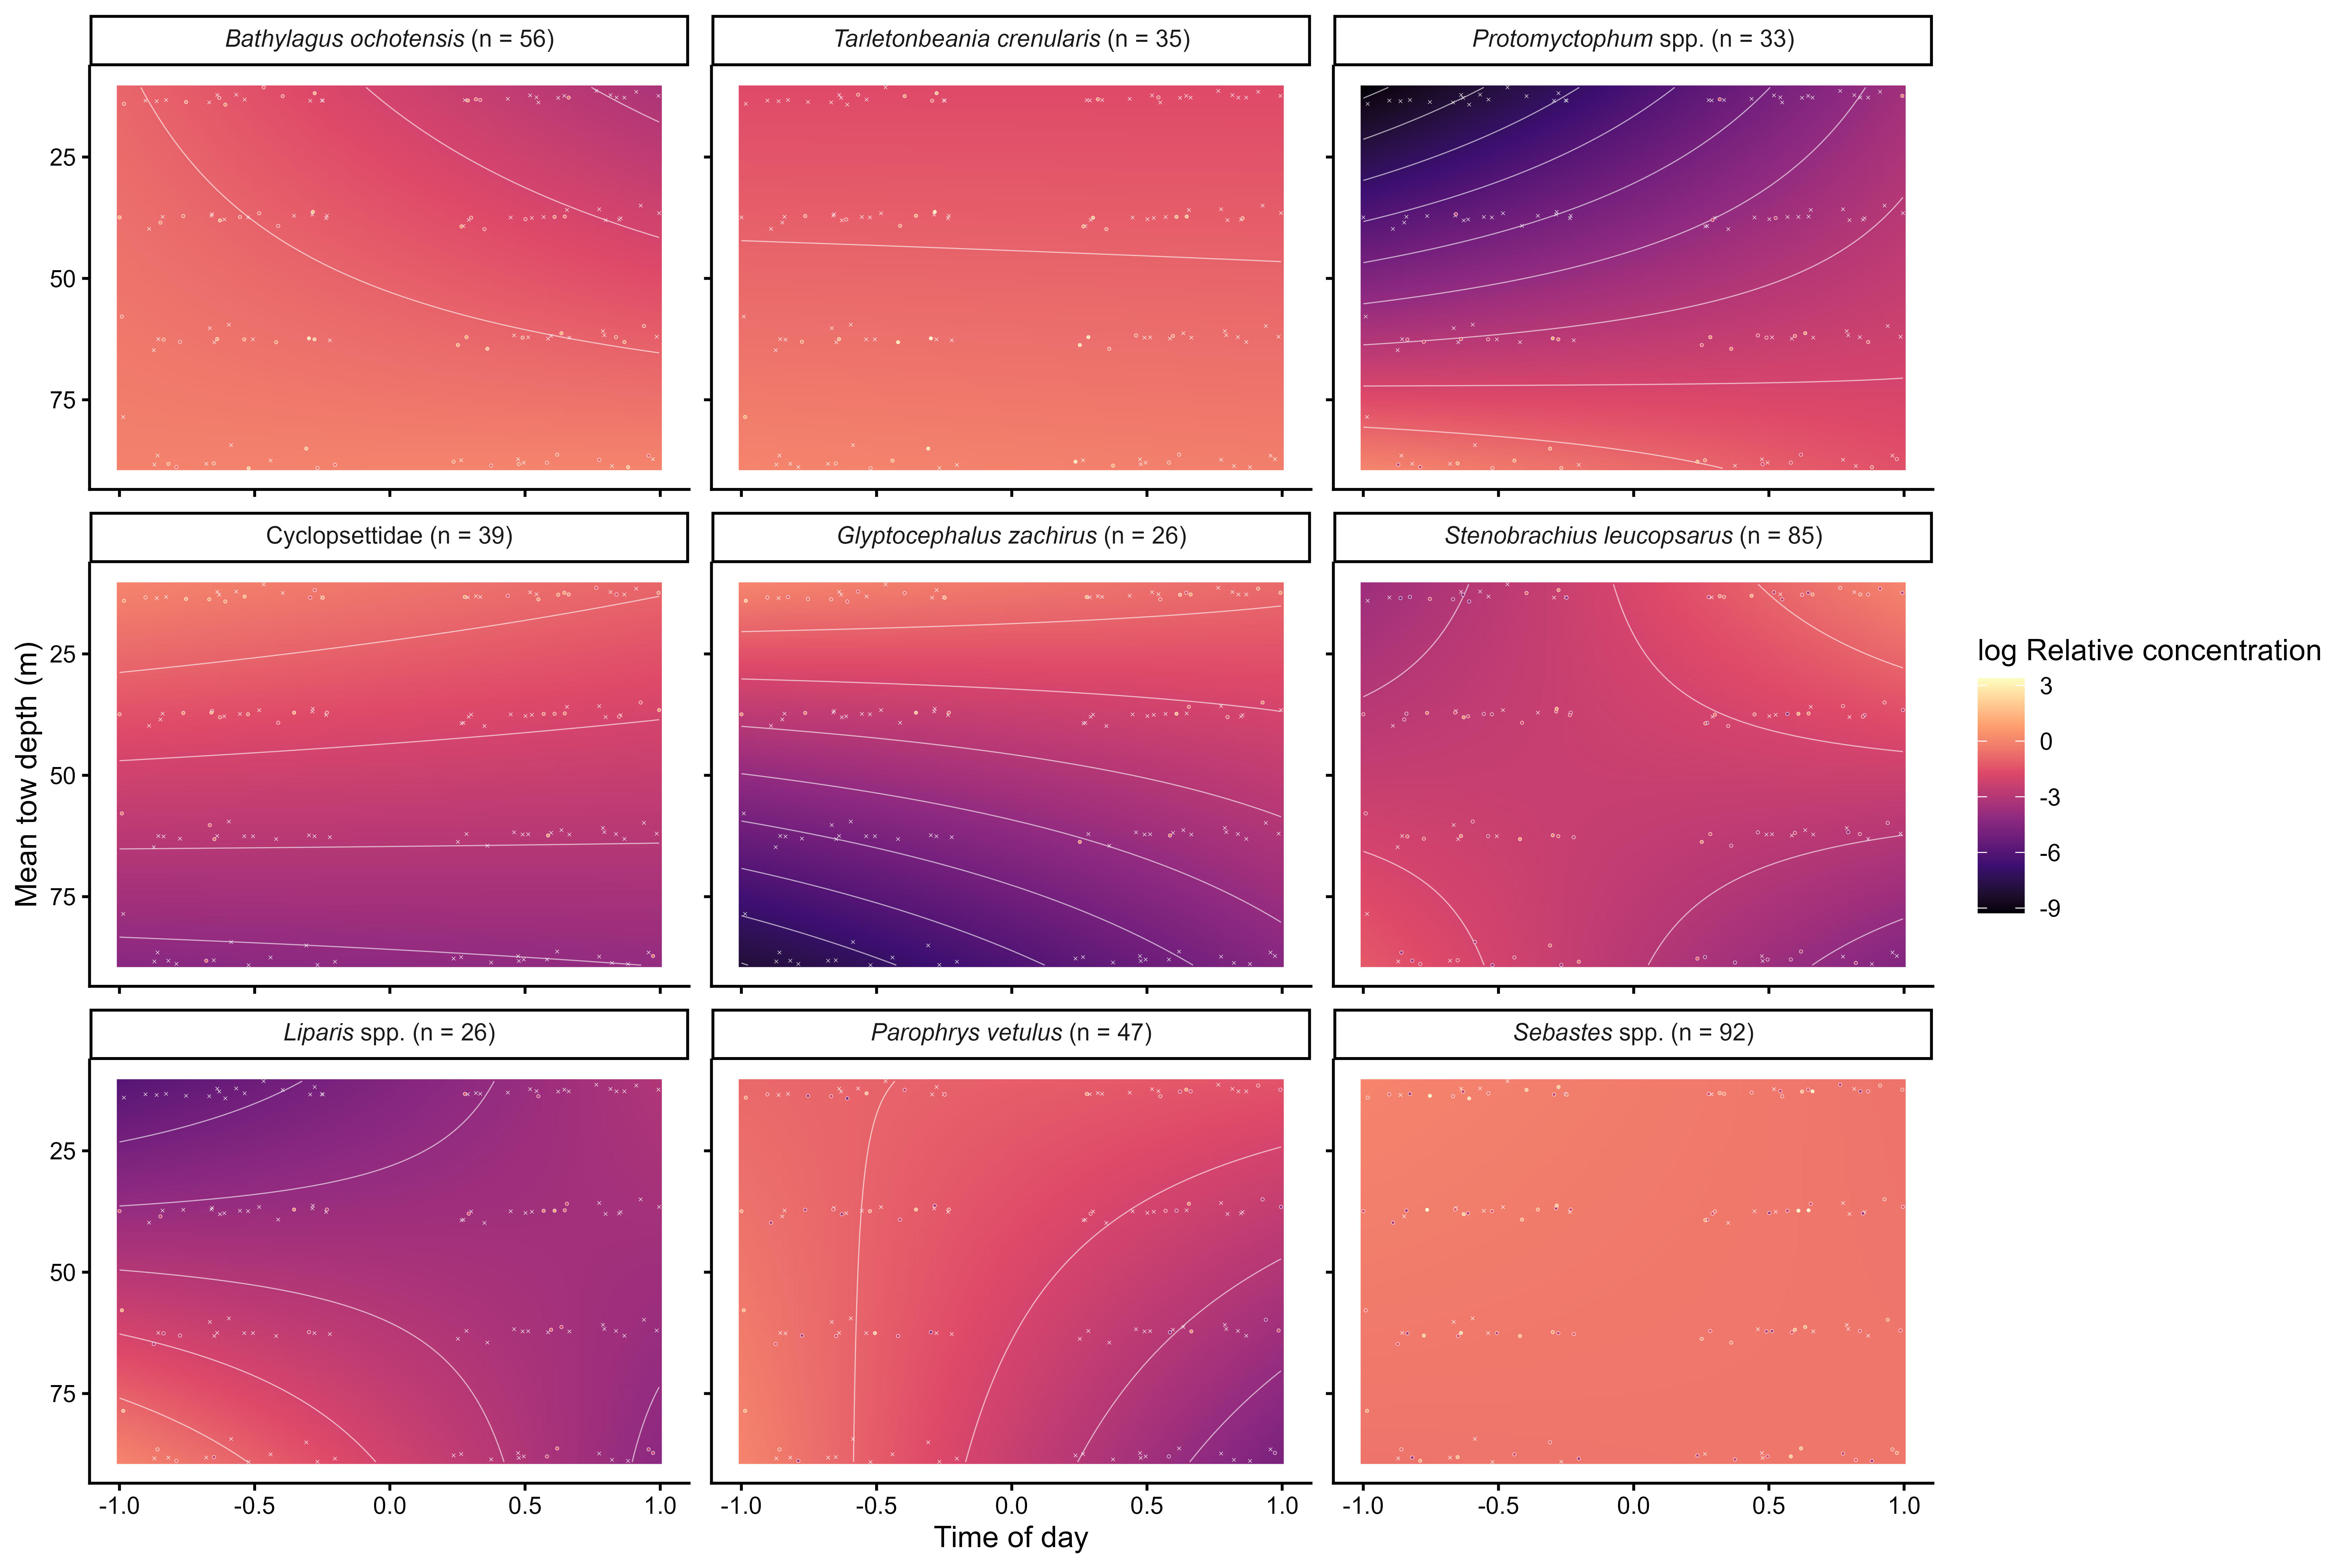 Bathylagus ochotensis (n = 56)
Tarletonbeania crenularis (n = 35)
Protomyctophum spp. (n = 33)
25
50
75
Cyclopsettidae (n = 39)
Glyptocephalus zachirus (n = 26)
Stenobrachius leucopsarus (n = 85)
Mean tow depth (m)
25
50
75
log Relative concentration
3
0
-3
-6
-9
Liparis spp. (n = 26)
Parophrys vetulus (n = 47)
Sebastes spp. (n = 92)
25
50
75
-1.0 -0.5 0.0 0.5 1.0
-1.0 -0.5 0.0 0.5 1.0
-1.0 -0.5 0.0 0.5 1.0
Time of day